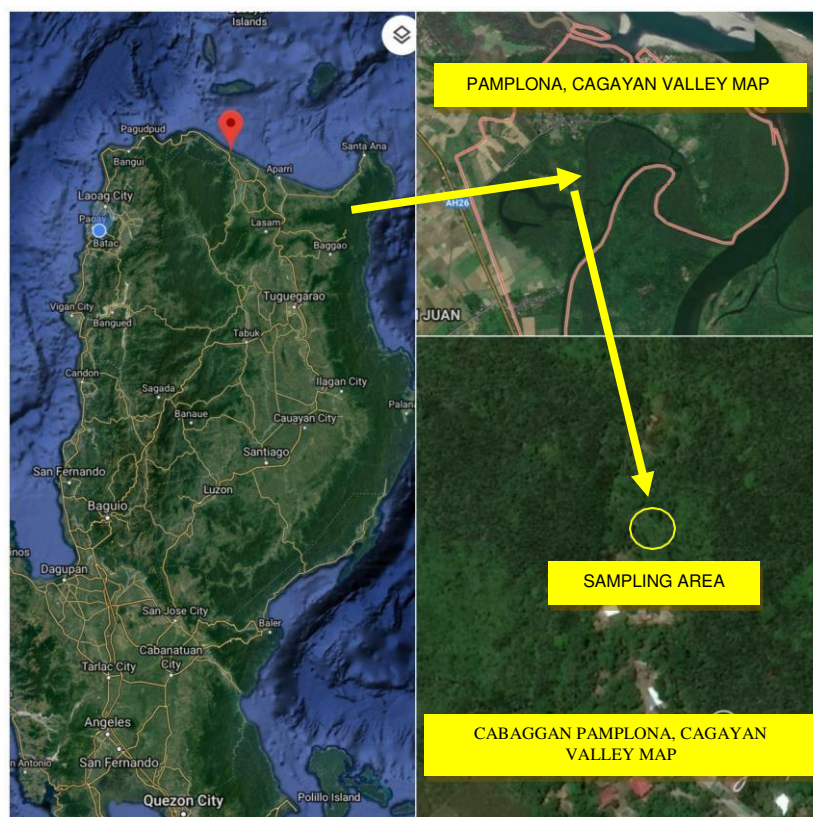 Islands
Pagudpud
Bangui
Santa Ana
Aparri
Laoag City
Paoay
Batac
Lasam
Baggao
Tuguegarao
Vigan City
Bangued
Tabuk
Candon
Sagada
Ilagan City
Banaue
Palana
Cauayan City
Santiago
San Fernando
Luzon
Baguio
inos
Dagupan
San Jose City
Baler
Cabanatuan
City
Tarlac City
Angeles
San Fernando
n Antonio
Polillo Island
Quezon City
PAMPLONA, CAGAYAN VALLEY MAP
AH26
JUAN
SAMPLING AREA
CABAGGAN PAMPLONA, CAGAYAN
VALLEY MAP